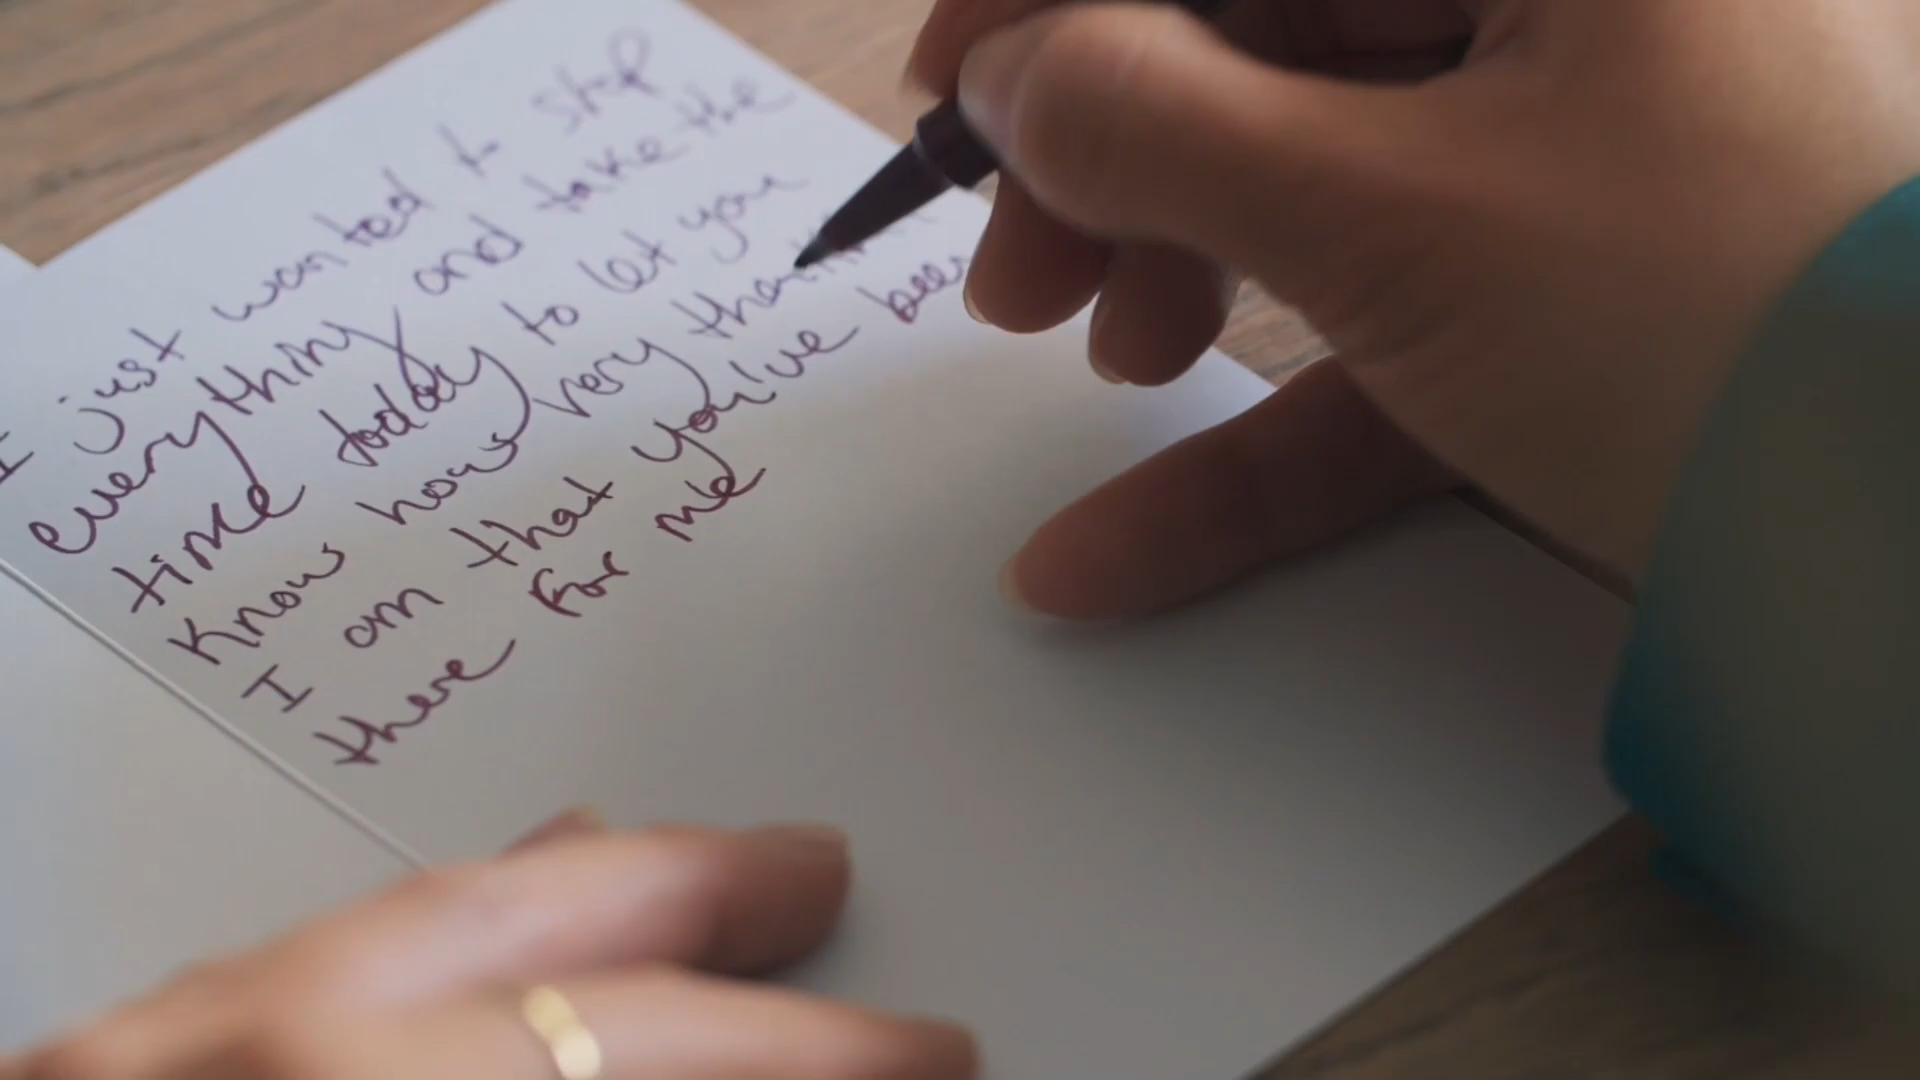 I just wanted to stop
everything and take the
time today to let you
Know how very
I am that you've been
there for me